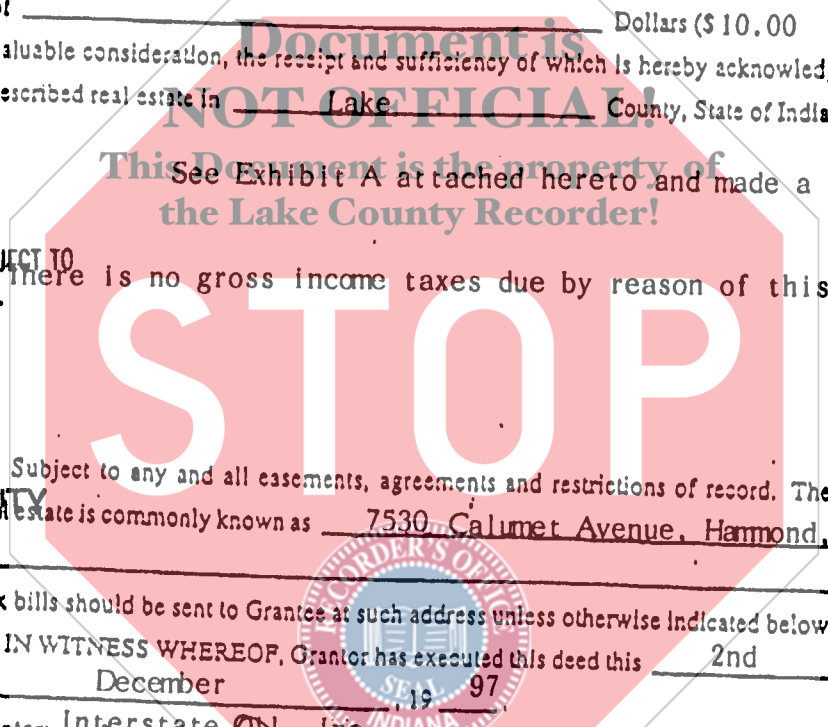 Dollars ($10.00
Document is
aluable consideration, the receipt and sufficiency of which is hereby acknowled
escribed real estate in Lake County, State of India
NOT OFFICIAL!
This Document is the property of
See Exhibit A attached hereto and made a
the Lake County Recorder!
JECT TO
There is no gross income taxes due by reason of this
STOP
Subject to any and all easements, agreements and restrictions of record. The
estate is commonly known as 7530 Calumet Avenue, Hammond,
RECORDER'S OFFIC
bills should be sent to Grantee at such address unless otherwise indicated below
IN WITNESS WHEREOF, Grantor has executed this deed this 2nd
December , 19 97.
SEAL
INDIANA
Interstate